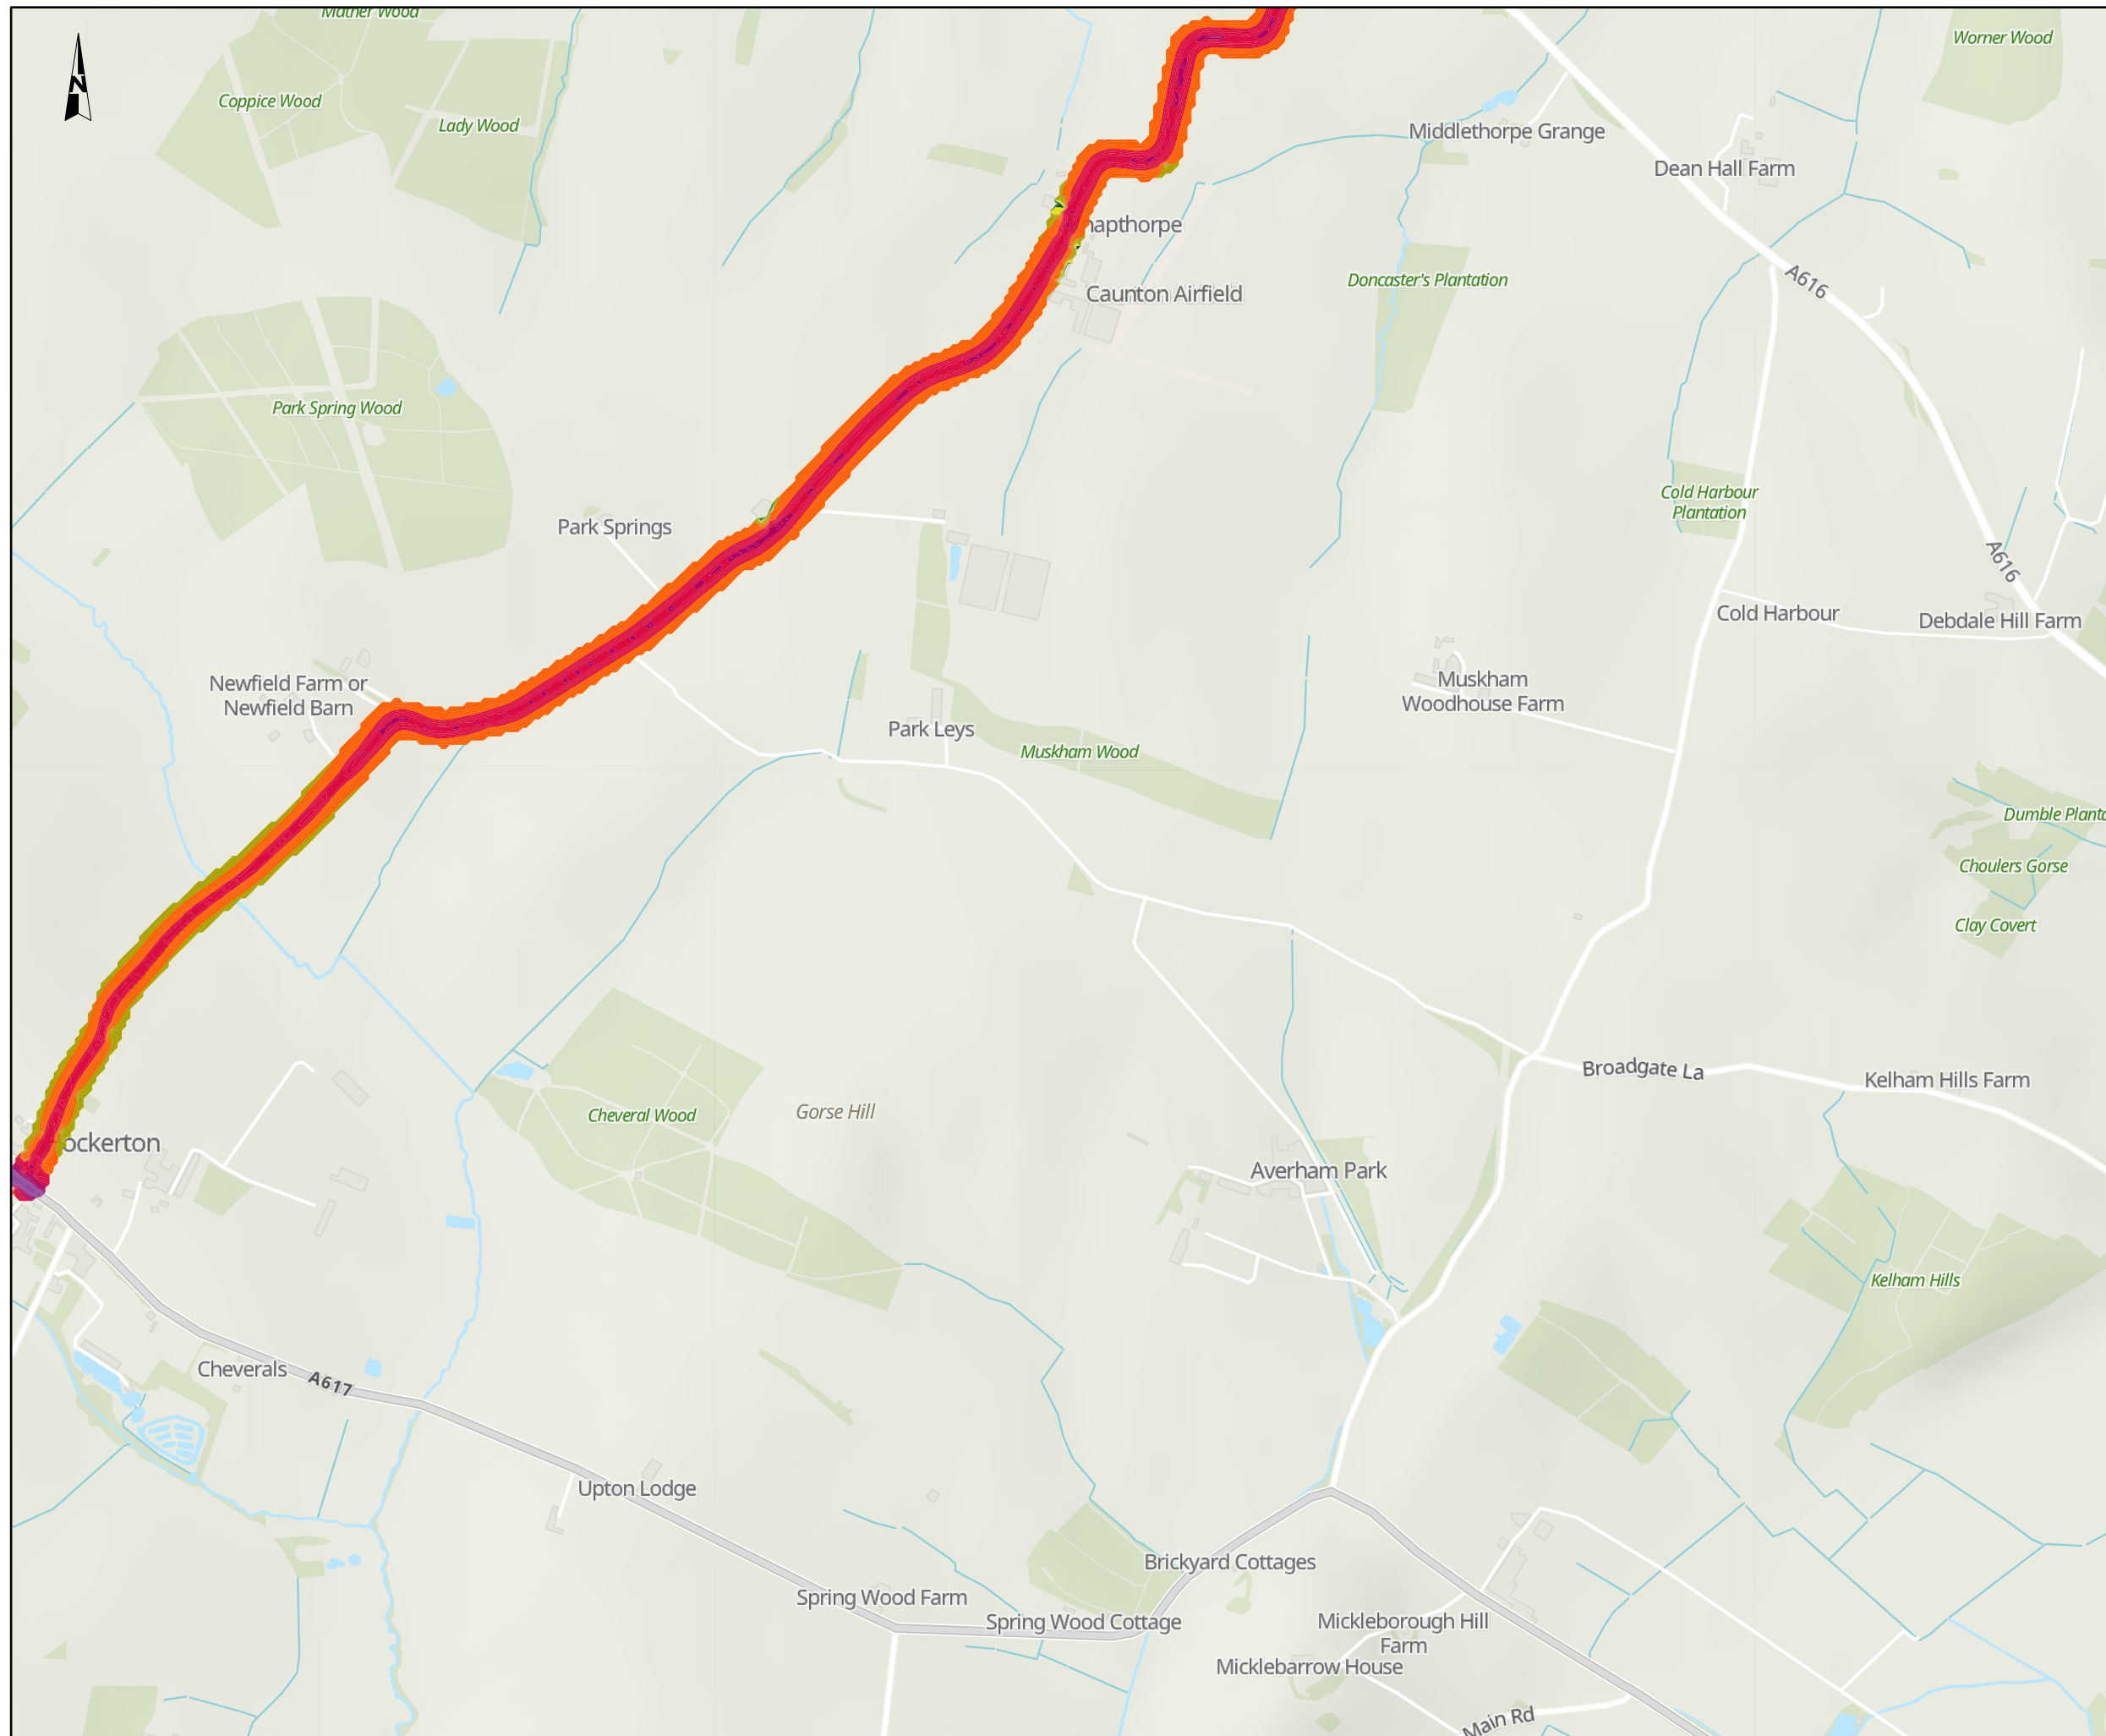 Mather Wood
Worner Wood
N
Coppice Wood
Lady Wood
Middlethorpe Grange
Dean Hall Farm
hapthorpe
Caunton Airfield
Doncaster's Plantation
A616
Park Spring Wood
Cold Harbour
Plantation
Park Springs
A616
Cold Harbour
Debdale Hill Farm
Newfield Farm or
Newfield Barn
Muskham
Woodhouse Farm
Park Leys
Muskham Wood
Dumble Planta
Choulers Gorse
Clay Covert
Broadgate La
Kelham Hills Farm
Cheveral Wood
Gorse Hill
ockerton
Averham Park
Kelham Hills
Cheverals
A617
Upton Lodge
Brickyard Cottages
Spring Wood Farm
Spring Wood Cottage
Mickleborough Hill
Farm
Micklebarrow House
Main Rd